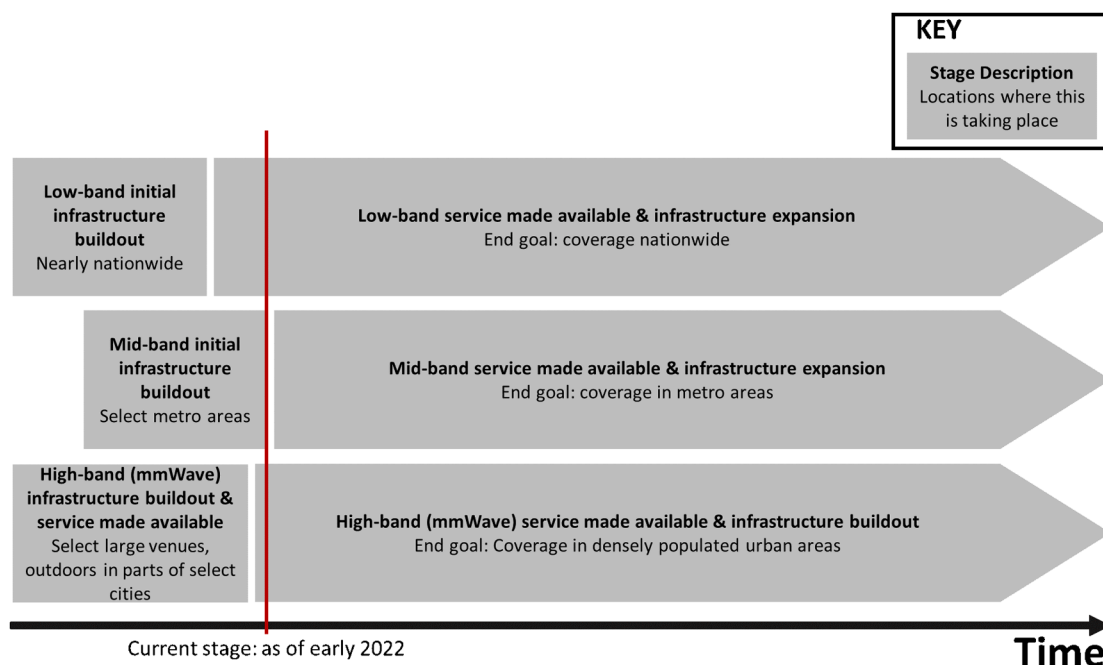 KEY
Stage Description
Locations where this
is taking place
Low-band initial
infrastructure
buildout
Nearly nationwide
Low-band service made available & infrastructure expansion
End goal: coverage nationwide
Mid-band initial
infrastructure
buildout
Select metro areas
Mid-band service made available & infrastructure expansion
End goal: coverage in metro areas
High-band (mmWave)
infrastructure buildout &
service made available
Select large venues,
outdoors in parts of select
cities
High-band (mmWave) service made available & infrastructure buildout
End goal: Coverage in densely populated urban areas
Current stage: as of early 2022
Time